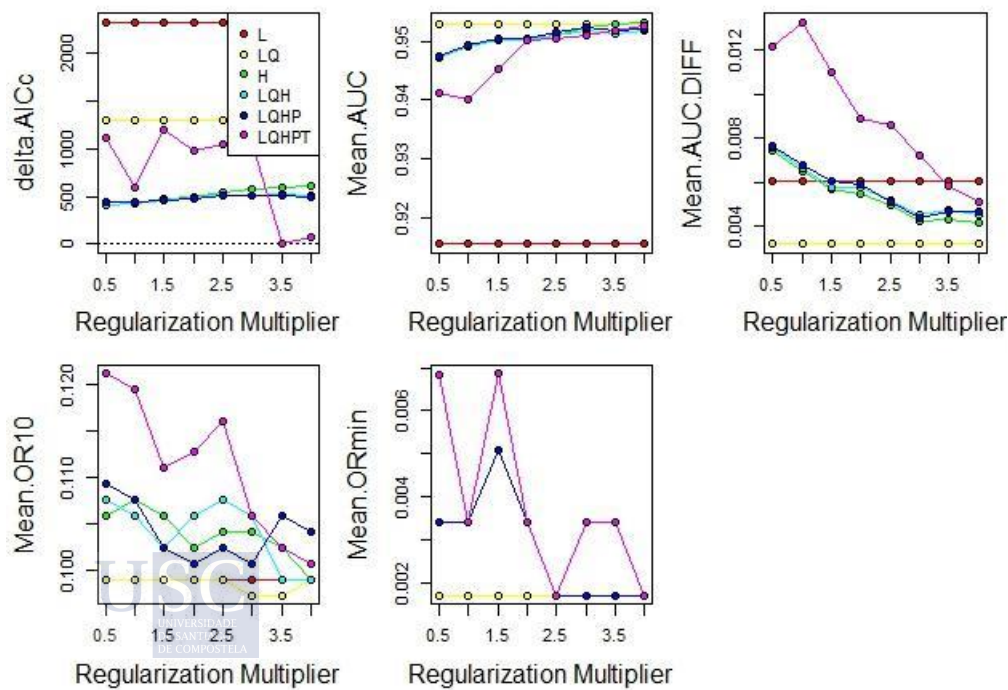 delta.AICc
0
500
1000
2000
L
LQ
H
LQH
LQHP
LQHPT
0.5
1.5
2.5
3.5
Regularization Multiplier
Mean.AUC
0.92
0.93
0.94
0.95
0.5
1.5
2.5
3.5
Regularization Multiplier
Mean.AUC.DIFF
0.004
0.008
0.012
0.5
1.5
2.5
3.5
Regularization Multiplier
Mean.OR10
0.100
0.110
0.120
0.5
1.5
2.5
3.5
Regularization Multiplier
Mean.ORmin
0.002
0.004
0.006
0.5
1.5
2.5
3.5
Regularization Multiplier
USC
UNIVERSIDADE
DE SANTIAGO
DE COMPOSTELA